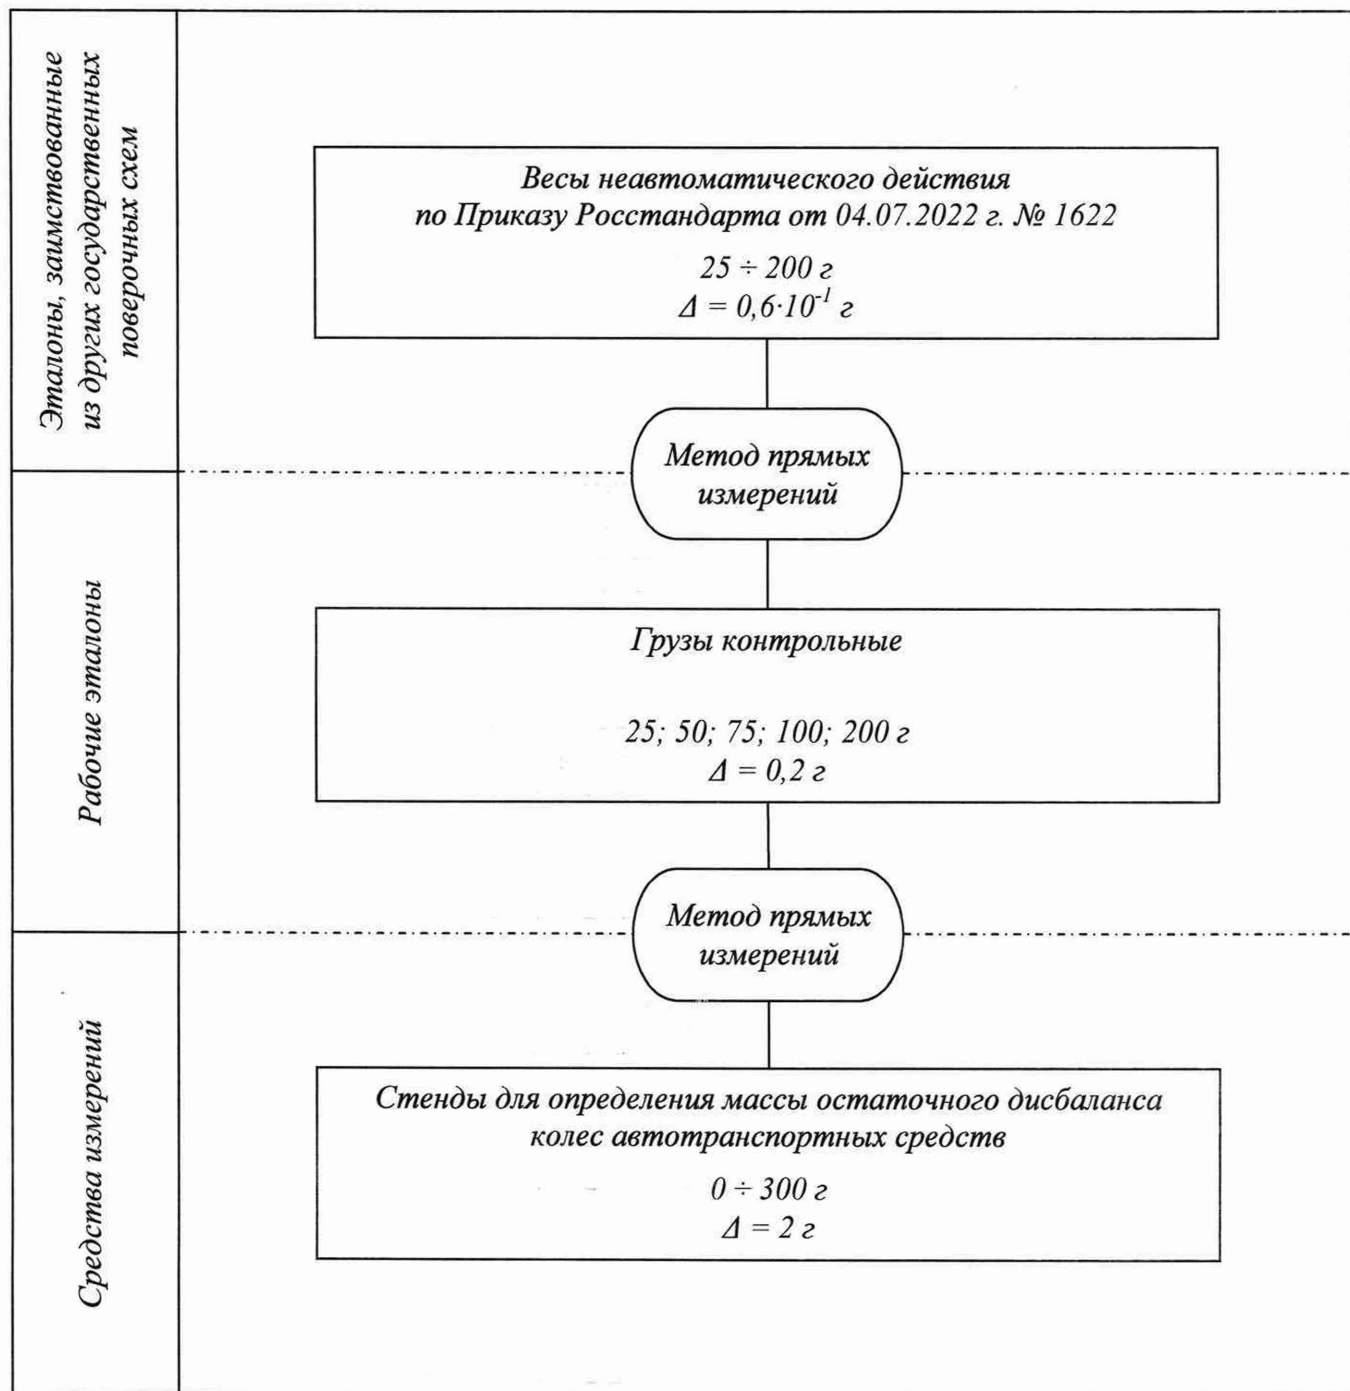 Эталоны, заимствованные
из других государственных
поверочных схем
Весы неавтоматического действия
по Приказу Росстандарта от 04.07.2022 г. № 1622
25 ÷ 200 г
Δ = 0,6·10⁻¹ г
Метод прямых
измерений
Рабочие эталоны
Грузы контрольные
25; 50; 75; 100; 200 г
Δ = 0,2 г
Метод прямых
измерений
Средства измерений
Стенды для определения массы остаточного дисбаланса
колес автотранспортных средств
0 ÷ 300 г
Δ = 2 г